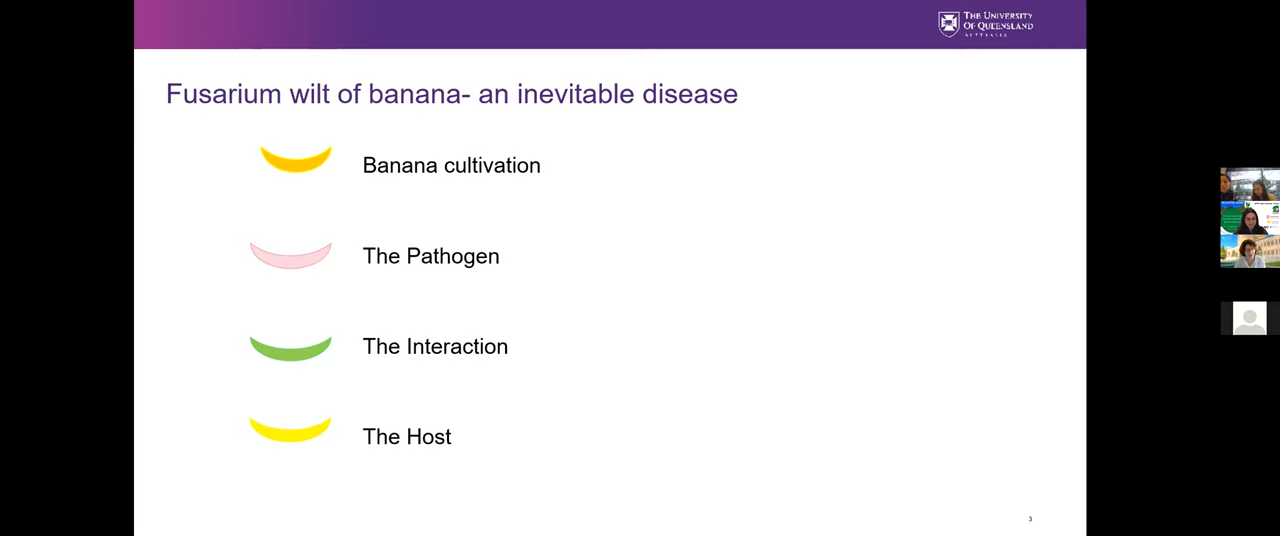 THE UNIVERSITY
OF QUEENSLAND
AUSTRALIA
Fusarium wilt of banana- an inevitable disease
Banana cultivation
The Pathogen
The Interaction
The Host
3